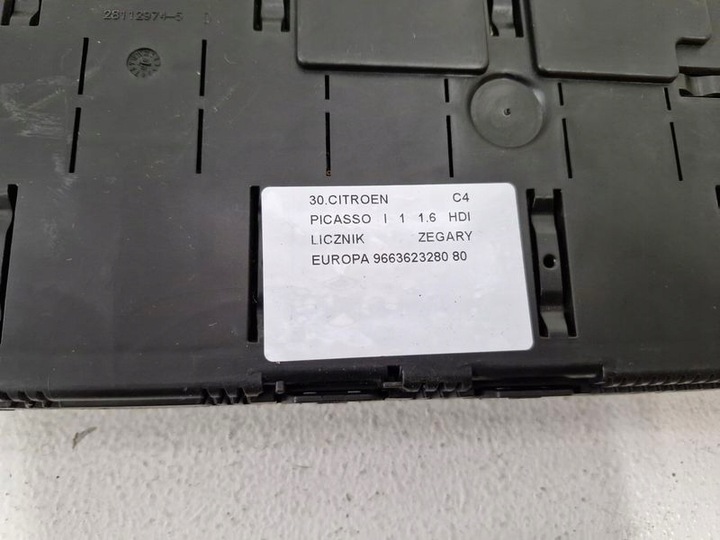 28112974-5
30.CITROEN C4
PICASSO I 1 1.6 HDI
LICZNIK ZEGARY
EUROPA 9663623280 80